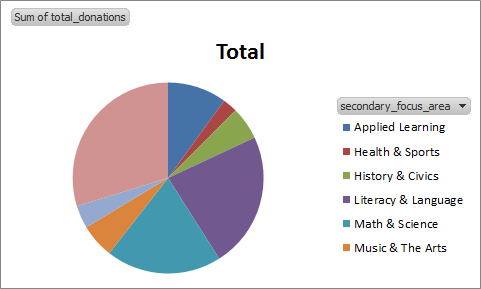 Sum of total_donations
Total
secondary_focus_area
Applied Learning
Health & Sports
History & Civics
Literacy & Language
Math & Science
Music & The Arts